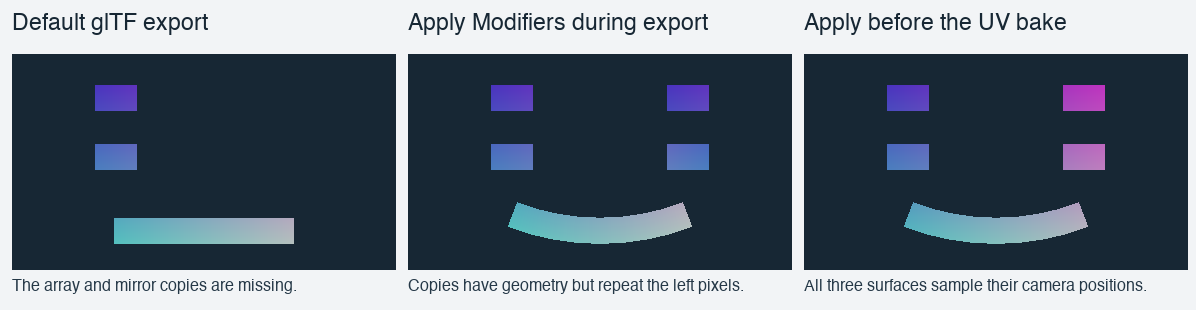 Default glTF export
Apply Modifiers during export
Apply before the UV bake
The array and mirror copies are missing.
Copies have geometry but repeat the left pixels.
All three surfaces sample their camera positions.